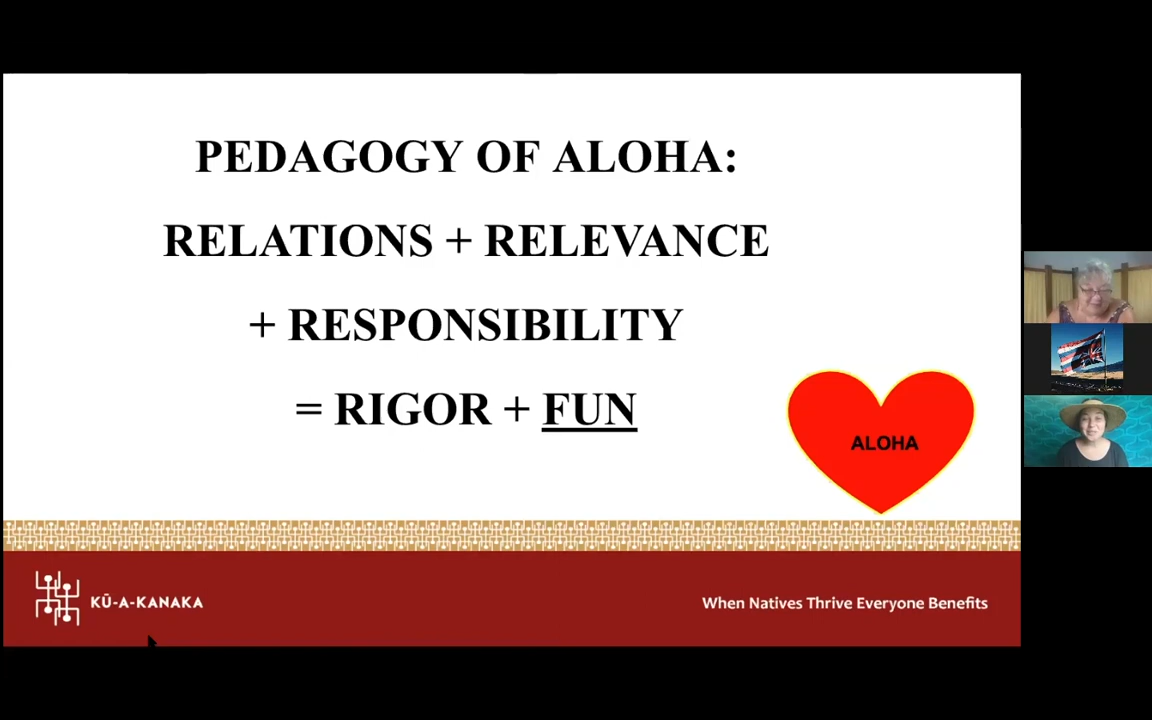 PEDAGOGY OF ALOHA:
RELATIONS + RELEVANCE
+ RESPONSIBILITY
= RIGOR + FUN
ALOHA
KŪ-A-KANAKA
When Natives Thrive Everyone Benefits